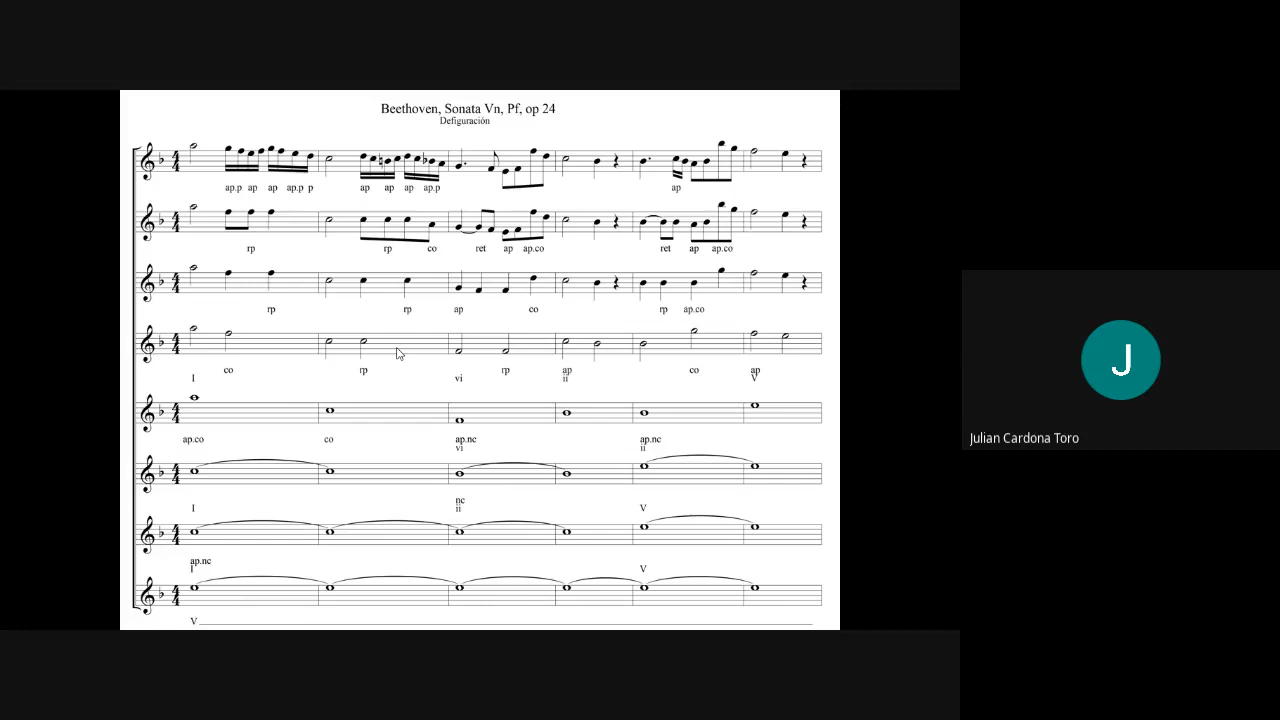 Beethoven, Sonata Vn, Pf, op 24
Defiguración
ap.p ap ap ap.p p ap ap ap ap.p ap
rp rp co ret ap ap.co ret ap ap.co
rp rp ap co rp ap.co
co rp rp ap co ap
I vi ii V
ap.co co ap.nc ap.nc
vi ii
nc
I ii V
ap.nc
I V
V
J
Julian Cardona Toro